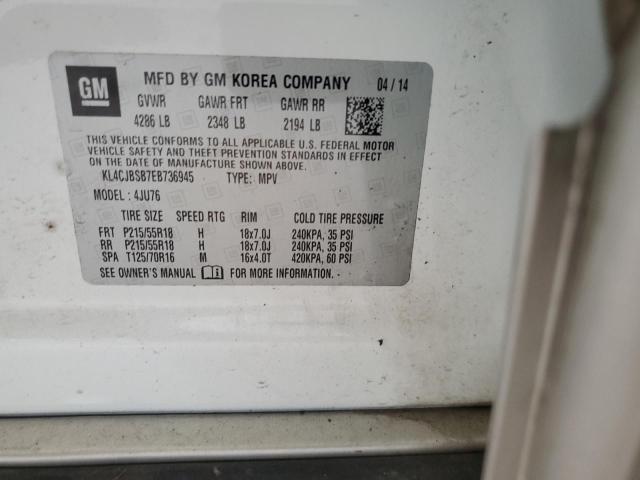 GM MFD BY GM KOREA COMPANY 04/14
GVWR GAWR FRT GAWR RR
4286 LB 2348 LB 2194 LB
THIS VEHICLE CONFORMS TO ALL APPLICABLE U.S. FEDERAL MOTOR
VEHICLE SAFETY AND THEFT PREVENTION STANDARDS IN EFFECT
ON THE DATE OF MANUFACTURE SHOWN ABOVE.
KL4CJBSB7EB736945 TYPE: MPV
MODEL: 4JU76
TIRE SIZE SPEED RTG RIM COLD TIRE PRESSURE
FRT P215/55R18 H 18x7.0J 240KPA, 35 PSI
RR P215/55R18 H 18x7.0J 240KPA, 35 PSI
SPA T125/70R16 M 16x4.0T 420KPA, 60 PSI
SEE OWNER'S MANUAL FOR MORE INFORMATION.